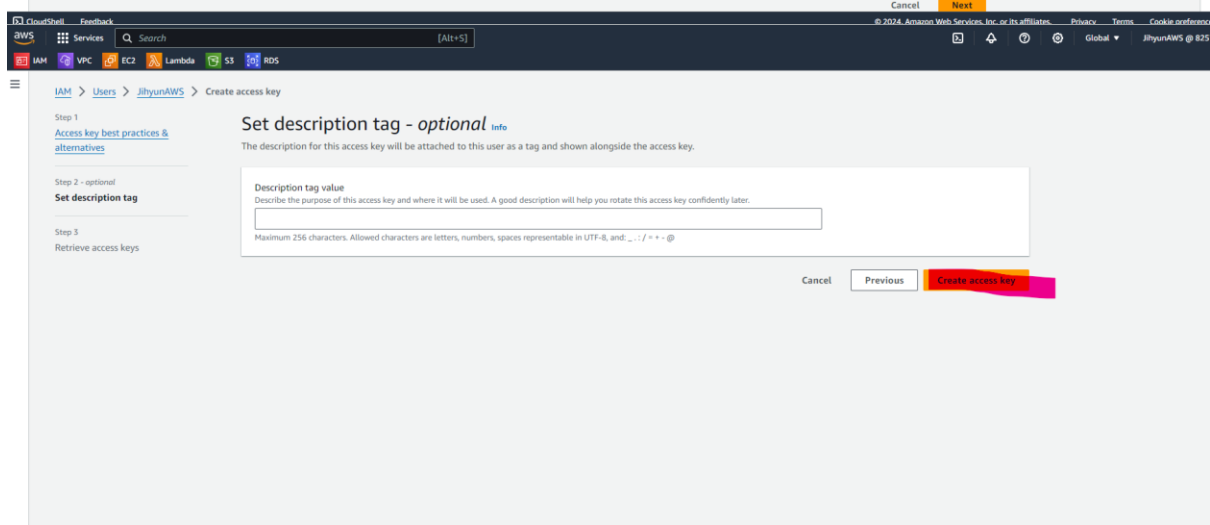 Cancel Next
CloudShell Feedback © 2024, Amazon Web Services, Inc. or its affiliates. Privacy Terms Cookie preferenc
aws Services Search [Alt+S] Global JihyunAWS @ 825
IAM VPC EC2 Lambda S3 RDS
IAM > Users > JihyunAWS > Create access key
Step 1
Access key best practices &
alternatives
Step 2 - optional
Set description tag
Step 3
Retrieve access keys
Set description tag - optional Info
The description for this access key will be attached to this user as a tag and shown alongside the access key.
Description tag value
Describe the purpose of this access key and where it will be used. A good description will help you rotate this access key confidently later.
Maximum 256 characters. Allowed characters are letters, numbers, spaces representable in UTF-8, and: _ . : / = + - @
Cancel Previous Create access key